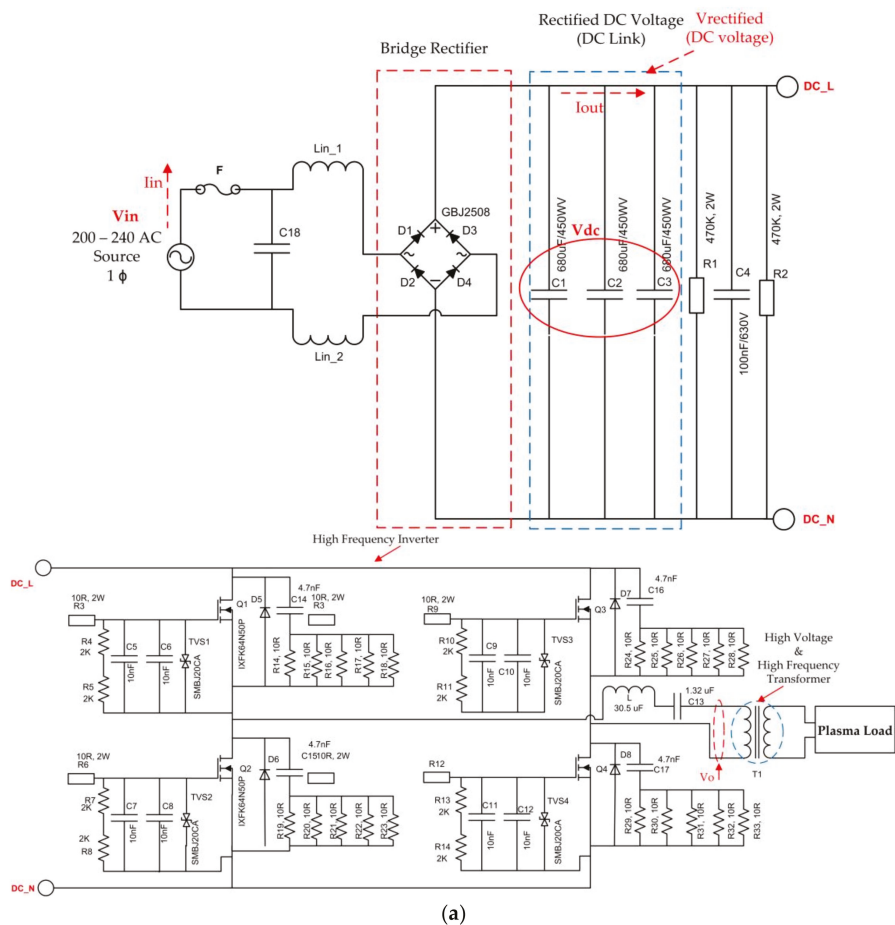 Rectified DC Voltage
(DC Link)
Vrectified
(DC voltage)
Bridge Rectifier
DC_L
Iout
Lin_1
Iin
F
Vin
200 – 240 AC
Source
1 ϕ
C18
GBJ2508
D1
+
D3
~
~
D2
−
D4
Vdc
680uF/450WV
680uF/450WV
680uF/450WV
470K, 2W
470K, 2W
C1
C2
C3
R1
C4
R2
100nF/630V
Lin_2
DC_N
High Frequency Inverter
DC_L
10R, 2W
R3
Q1
D5
4.7nF
C14
10R, 2W
R3
10R, 2W
R9
Q3
D7
4.7nF
C16
R4
2K
C5
10nF
C6
10nF
TVS1
SMBJ20CA
IXFK64N50P
R14, 10R
R15, 10R
R16, 10R
R17, 10R
R18, 10R
R5
2K
R10
2K
C9
10nF
C10
10nF
TVS3
SMBJ20CA
R24, 10R
R25, 10R
R26, 10R
R27, 10R
R28, 10R
R11
2K
High Voltage
&
High Frequency
Transformer
L
30.5 uF
1.32 uF
C13
Plasma Load
Vo
T1
10R, 2W
R6
Q2
D6
4.7nF
C1510R, 2W
R12
Q4
D8
4.7nF
C17
R7
2K
C7
10nF
C8
10nF
TVS2
SMBJ20CA
IXFK64N50P
R19, 10R
R20, 10R
R21, 10R
R22, 10R
R23, 10R
2K
R8
R13
2K
C11
10nF
C12
10nF
TVS4
SMBJ20CA
R29, 10R
R30, 10R
R31, 10R
R32, 10R
R33, 10R
R14
2K
DC_N
(a)